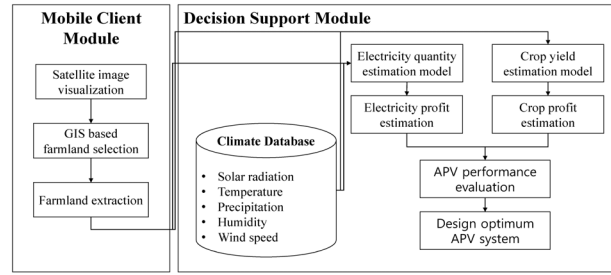 Mobile Client
Module
Satellite image
visualization
GIS based
farmland selection
Farmland extraction
Decision Support Module
Climate Database
• Solar radiation
• Temperature
• Precipitation
• Humidity
• Wind speed
Electricity quantity
estimation model
Electricity profit
estimation
Crop yield
estimation model
Crop profit
estimation
APV performance
evaluation
Design optimum
APV system